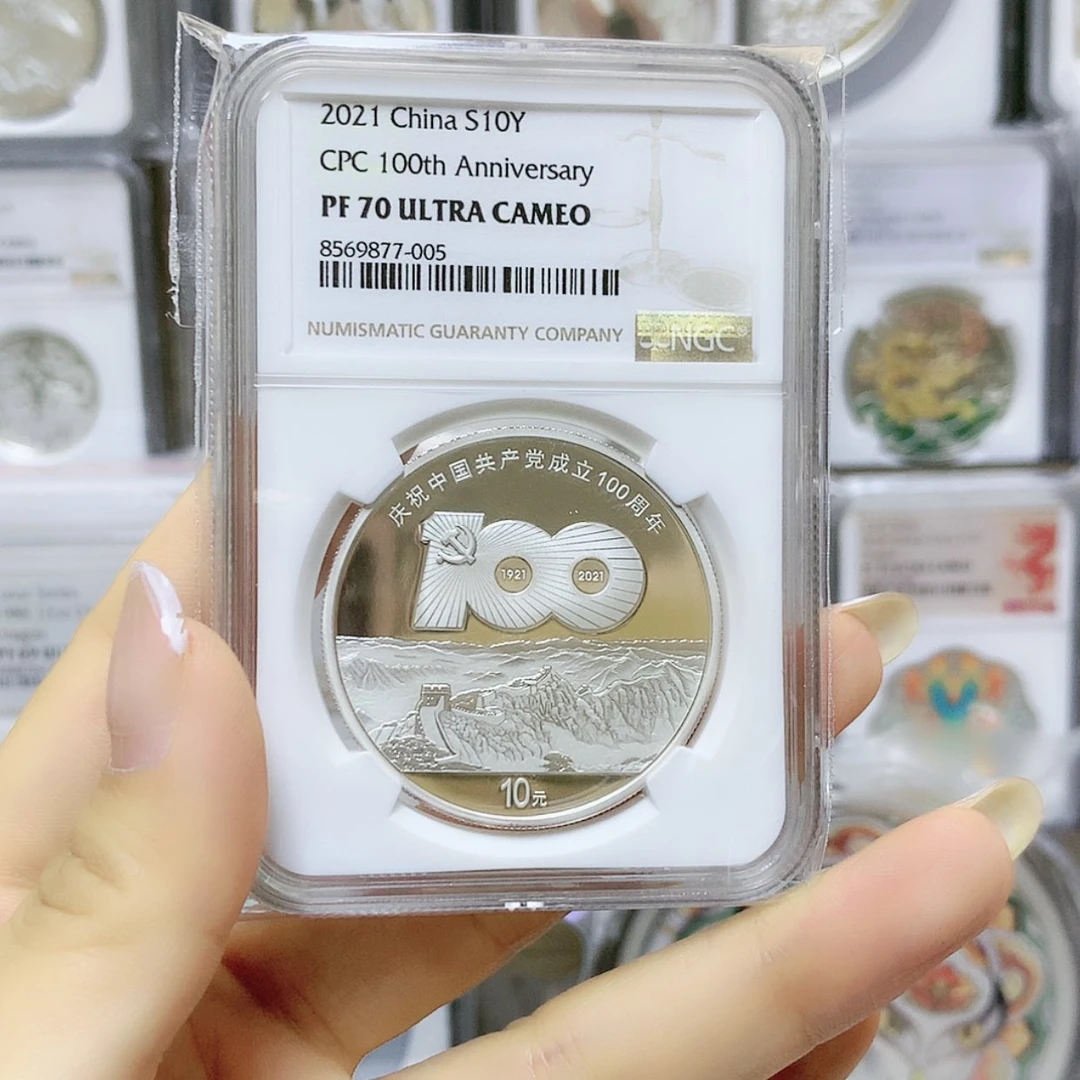 2021 China S10Y
CPC 100th Anniversary
PF 70 ULTRA CAMEO
8569877-005
NUMISMATIC GUARANTY COMPANY
NGC®
庆祝中国共产党成立100周年
100
1921 2021
10元